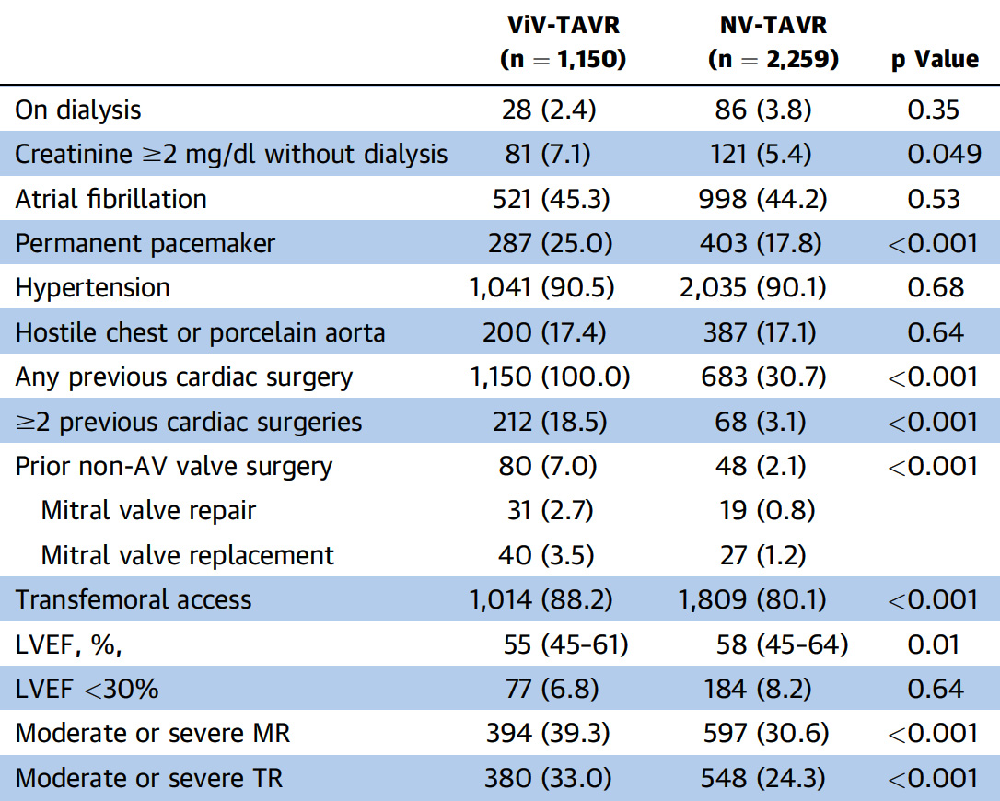 ViV-TAVR NV-TAVR
(n = 1,150) (n = 2,259) p Value
On dialysis 28 (2.4) 86 (3.8) 0.35
Creatinine ≥2 mg/dl without dialysis 81 (7.1) 121 (5.4) 0.049
Atrial fibrillation 521 (45.3) 998 (44.2) 0.53
Permanent pacemaker 287 (25.0) 403 (17.8) <0.001
Hypertension 1,041 (90.5) 2,035 (90.1) 0.68
Hostile chest or porcelain aorta 200 (17.4) 387 (17.1) 0.64
Any previous cardiac surgery 1,150 (100.0) 683 (30.7) <0.001
≥2 previous cardiac surgeries 212 (18.5) 68 (3.1) <0.001
Prior non-AV valve surgery 80 (7.0) 48 (2.1) <0.001
Mitral valve repair 31 (2.7) 19 (0.8)
Mitral valve replacement 40 (3.5) 27 (1.2)
Transfemoral access 1,014 (88.2) 1,809 (80.1) <0.001
LVEF, %, 55 (45–61) 58 (45–64) 0.01
LVEF <30% 77 (6.8) 184 (8.2) 0.64
Moderate or severe MR 394 (39.3) 597 (30.6) <0.001
Moderate or severe TR 380 (33.0) 548 (24.3) <0.001